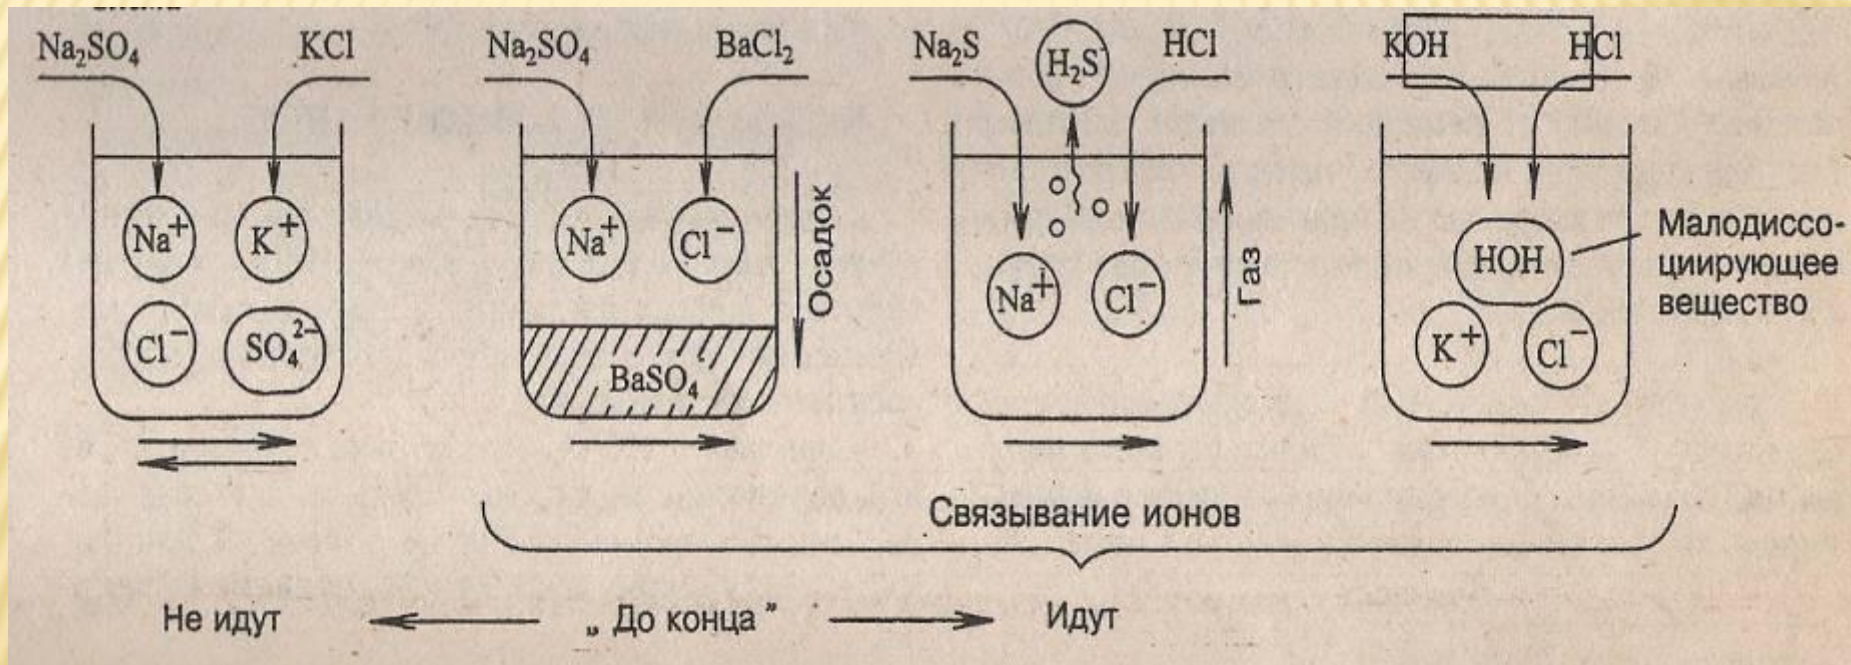 Na₂SO₄ KCl
Na⁺ K⁺
Cl⁻ SO₄²⁻
Na₂SO₄ BaCl₂
Na⁺ Cl⁻
BaSO₄
Осадок
Na₂S H₂S HCl
Na⁺ Cl⁻
Газ
KOH HCl
HOH
K⁺ Cl⁻
Малодиссо-
циирующее
вещество
Связывание ионов
Не идут „До конца” Идут